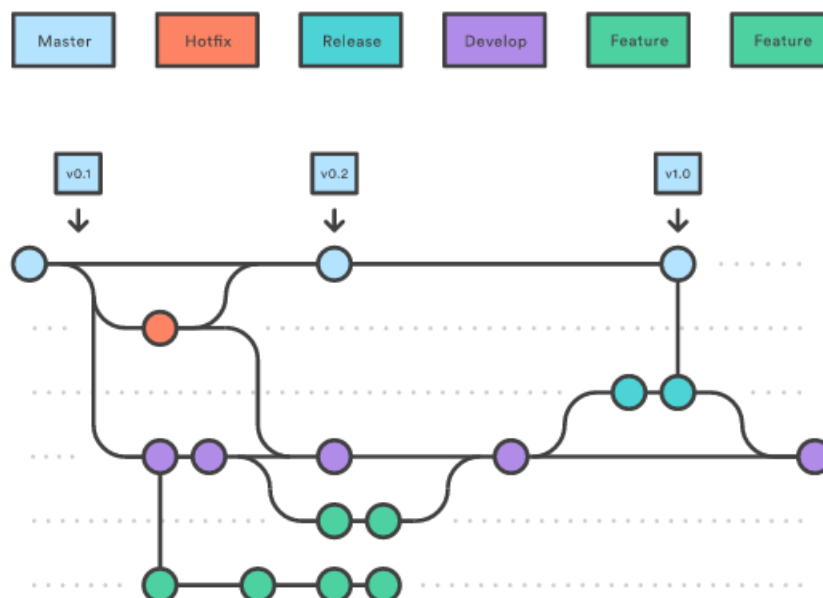 Master
Hotfix
Release
Develop
Feature
Feature
v0.1
v0.2
v1.0